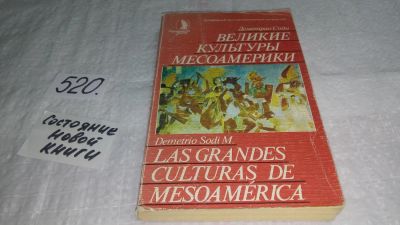 520.
Состояние
новой
книги
Деметрио Соди
ВЕЛИКИЕ
КУЛЬТУРЫ
МЕСОАМЕРИКИ
Demetrio Sodi M.
LAS GRANDES
CULTURAS DE
MESOAMÉRICA